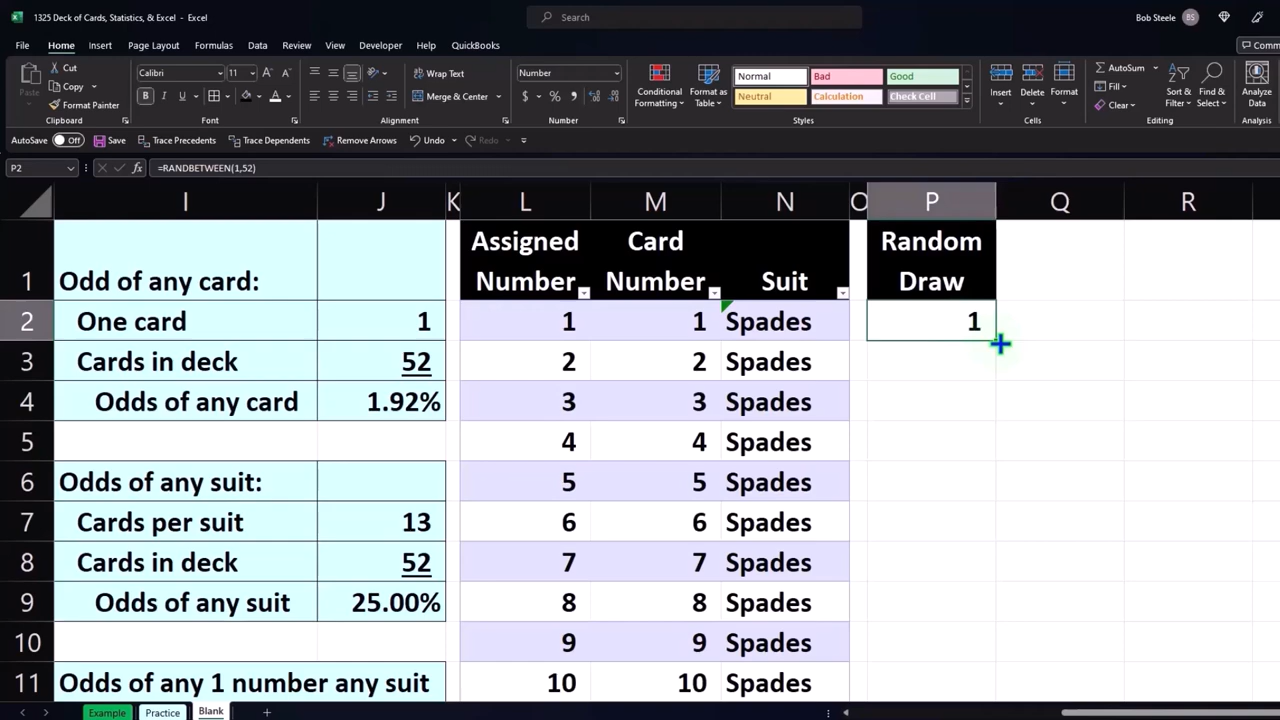 1325 Deck of Cards, Statistics, & Excel - Excel
Search
Bob Steele BS
File Home Insert Page Layout Formulas Data Review View Developer Help QuickBooks
Comm
Cut
Copy
Format Painter
Paste
Clipboard
Calibri 11
B I U
Font
Wrap Text
Merge & Center
Alignment
Number
$ % 9
Number
Conditional Formatting
Format as Table
Normal Bad Good
Neutral Calculation Check Cell
Styles
Insert Delete Format
Cells
AutoSum
Fill
Clear
Sort & Filter
Find & Select
Editing
Analyze Data
Analysis
AutoSave Off Save Trace Precedents Trace Dependents Remove Arrows Undo Redo
P2 fx =RANDBETWEEN(1,52)
I J K L M N O P Q R
1 Odd of any card: Assigned Number Card Number Suit Random Draw
2 One card 1 1 1 Spades 1
3 Cards in deck 52 2 2 Spades
4 Odds of any card 1.92% 3 3 Spades
5 4 4 Spades
6 Odds of any suit: 5 5 Spades
7 Cards per suit 13 6 6 Spades
8 Cards in deck 52 7 7 Spades
9 Odds of any suit 25.00% 8 8 Spades
10 9 9 Spades
11 Odds of any 1 number any suit 10 10 Spades
Example Practice Blank